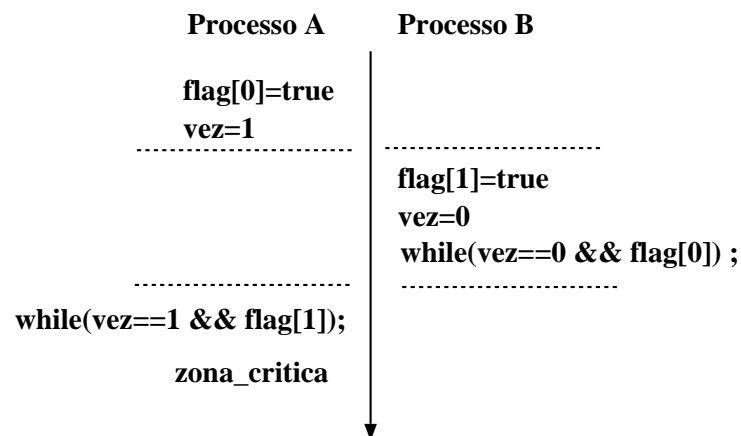 Processo A Processo B
flag[0]=true
vez=1
flag[1]=true
vez=0
while(vez==0 && flag[0]) ;
while(vez==1 && flag[1]);
zona_critica